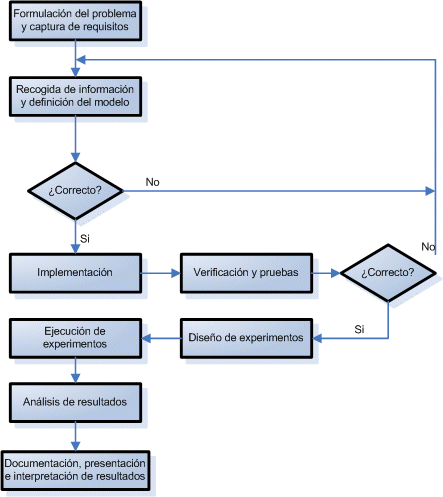 Formulación del problema
y captura de requisitos
Recogida de información
y definición del modelo
¿Correcto?
No
Si
Implementación
Verificación y pruebas
¿Correcto?
No
Si
Diseño de experimentos
Ejecución de
experimentos
Análisis de resultados
Documentación, presentación
e interpretación de resultados